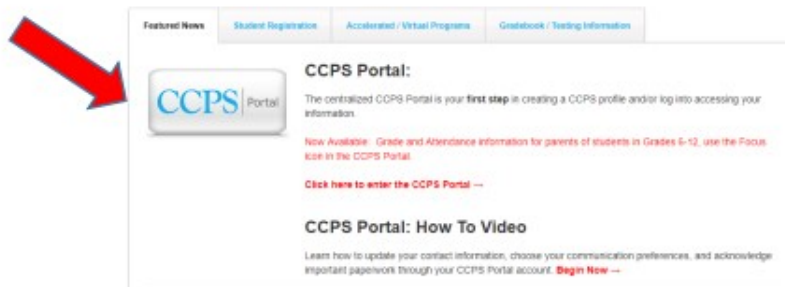 Featured News
Student Registration
Accelerated / Virtual Programs
Gradebook / Testing Information
CCPS Portal
CCPS Portal:
The centralized CCPS Portal is your first step in creating a CCPS profile and/or log into accessing your
information.
Now Available: Grade and Attendance information for parents of students in Grades 6-12, use the Focus
icon in the CCPS Portal.
Click here to enter the CCPS Portal →
CCPS Portal: How To Video
Learn how to update your contact information, choose your communication preferences, and acknowledge
important paperwork through your CCPS Portal account. Begin Now →